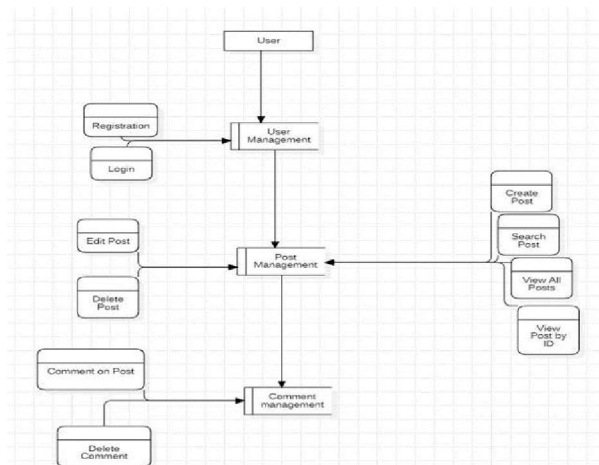 User
Registration
User
Management
Login
Create
Post
Edit Post
Search
Post
Post
Management
View All
Posts
Delete
Post
View
Post by
ID
Comment on Post
Comment
management
Delete
Comment